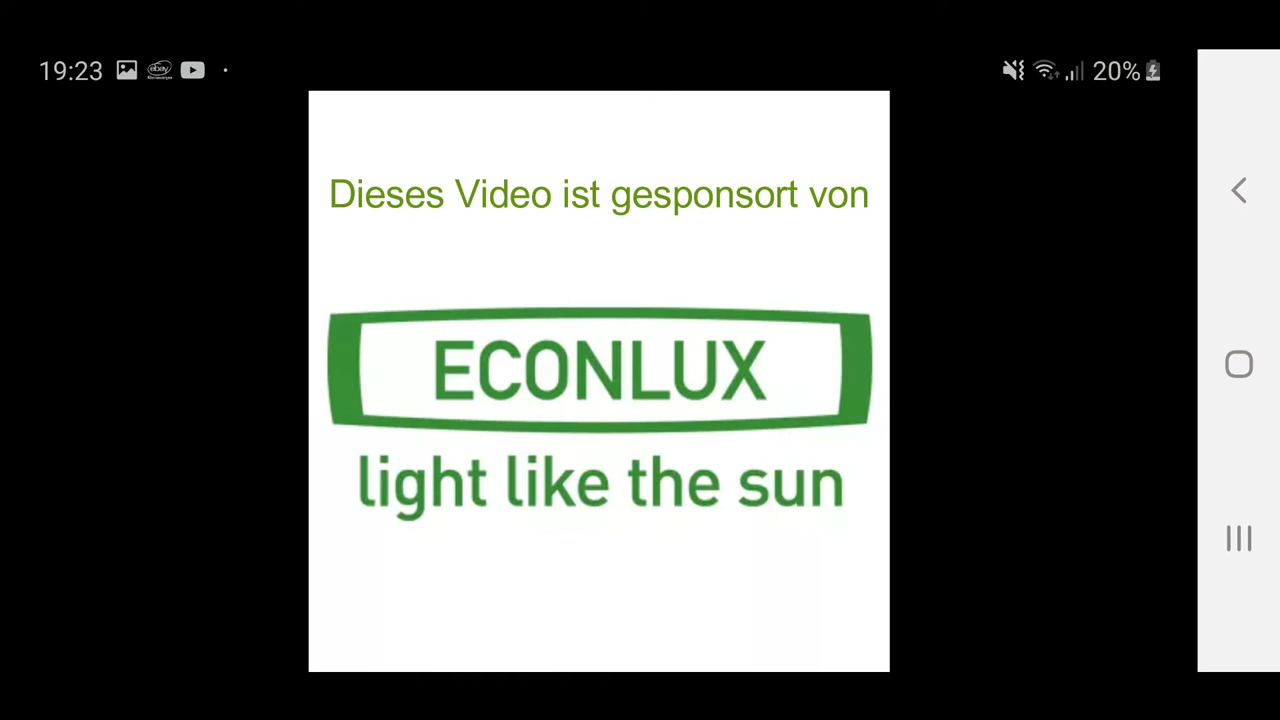 19:23
20%
Dieses Video ist gesponsort von
ECONLUX
light like the sun